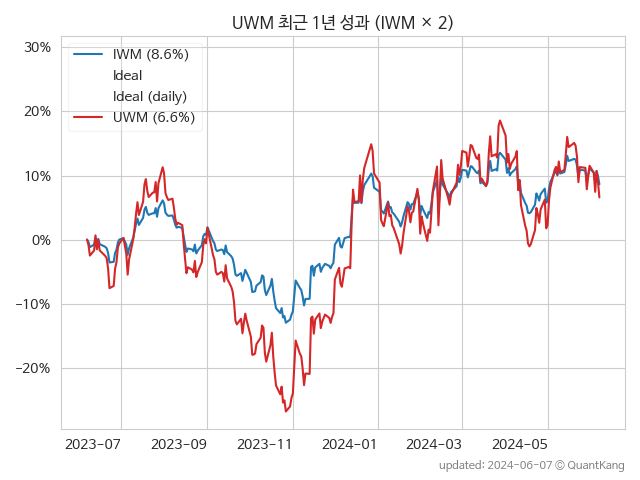 UWM 최근 1년 성과 (IWM × 2)
30%
20%
10%
0%
−10%
−20%
IWM (8.6%)
Ideal
Ideal (daily)
UWM (6.6%)
2023-07
2023-09
2023-11
2024-01
2024-03
2024-05
updated: 2024-06-07 © QuantKang